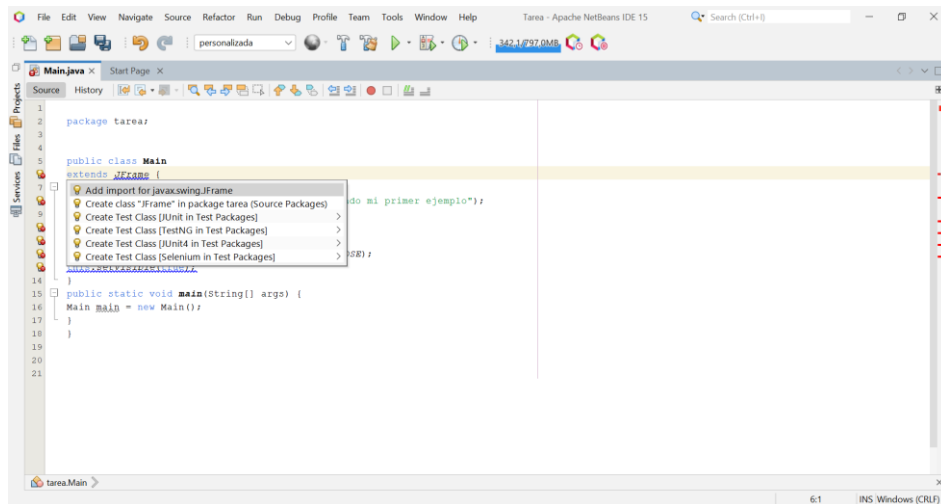 File Edit View Navigate Source Refactor Run Debug Profile Team Tools Window Help Tarea - Apache NetBeans IDE 15 Search (Ctrl+I)
personalizada 342,1/797,0MB
Main.java × Start Page ×
Source History
Projects
Files
Services
1
2 package tarea;
3
4
5 public class Main
extends JFrame {
7
Add import for javax.swing.JFrame
Create class "JFrame" in package tarea (Source Packages)
do mi primer ejemplo");
9
Create Test Class [JUnit in Test Packages] >
Create Test Class [TestNG in Test Packages] >
Create Test Class [JUnit4 in Test Packages] >
Create Test Class [Selenium in Test Packages] >
OSE);
14 }
15 public static void main(String[] args) {
16 Main main = new Main();
17 }
18 }
19
20
21
tarea.Main
6:1 INS Windows (CRLF)